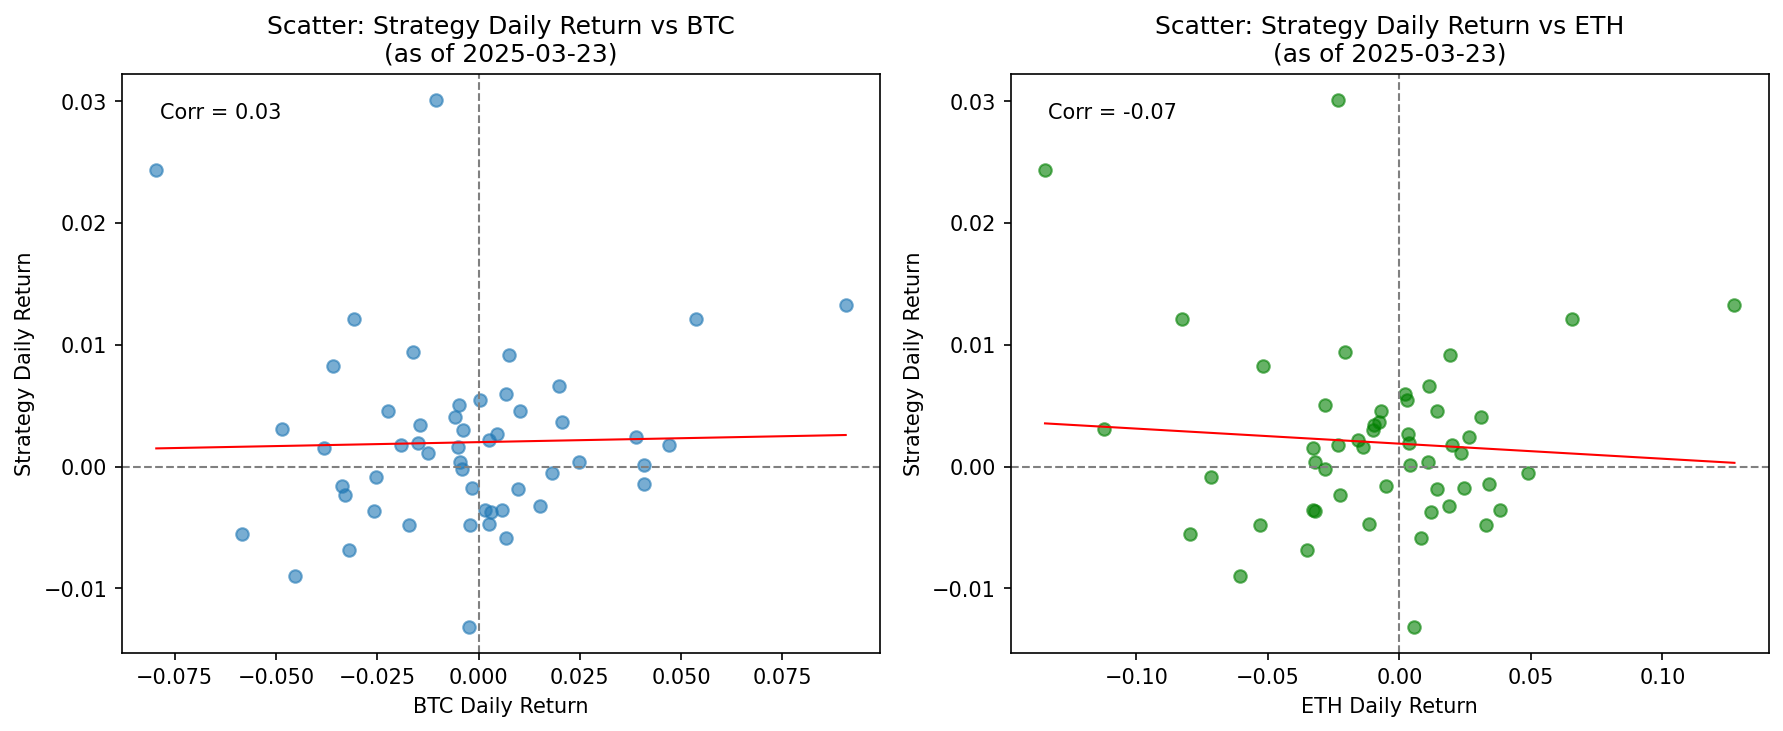 Scatter: Strategy Daily Return vs BTC
(as of 2025-03-23)
Corr = 0.03
Strategy Daily Return
0.03
0.02
0.01
0.00
−0.01
−0.075
−0.050
−0.025
0.000
0.025
0.050
0.075
BTC Daily Return
Scatter: Strategy Daily Return vs ETH
(as of 2025-03-23)
Corr = -0.07
Strategy Daily Return
0.03
0.02
0.01
0.00
−0.01
−0.10
−0.05
0.00
0.05
0.10
ETH Daily Return